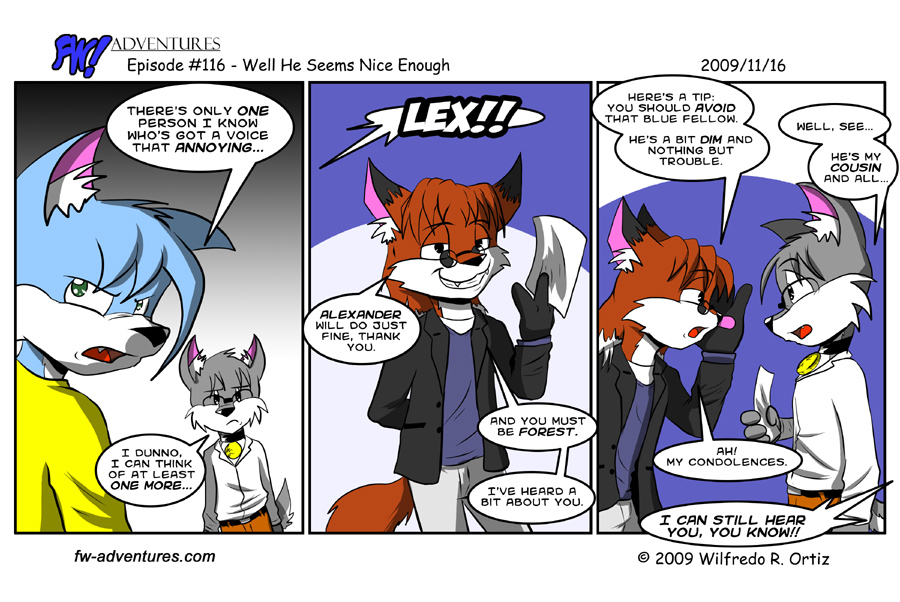 FW! ADVENTURES
Episode #116 - Well He Seems Nice Enough
2009/11/16
THERE'S ONLY ONE
PERSON I KNOW
WHO'S GOT A VOICE
THAT ANNOYING...
I DUNNO,
I CAN THINK
OF AT LEAST
ONE MORE...
LEX!!
ALEXANDER
WILL DO JUST
FINE, THANK
YOU.
AND YOU MUST
BE FOREST.
I'VE HEARD A
BIT ABOUT YOU.
HERE'S A TIP:
YOU SHOULD AVOID
THAT BLUE FELLOW.
HE'S A BIT DIM AND
NOTHING BUT
TROUBLE.
WELL, SEE...
HE'S MY
COUSIN
AND ALL...
AH!
MY CONDOLENCES.
I CAN STILL HEAR
YOU, YOU KNOW!!
fw-adventures.com
© 2009 Wilfredo R. Ortiz